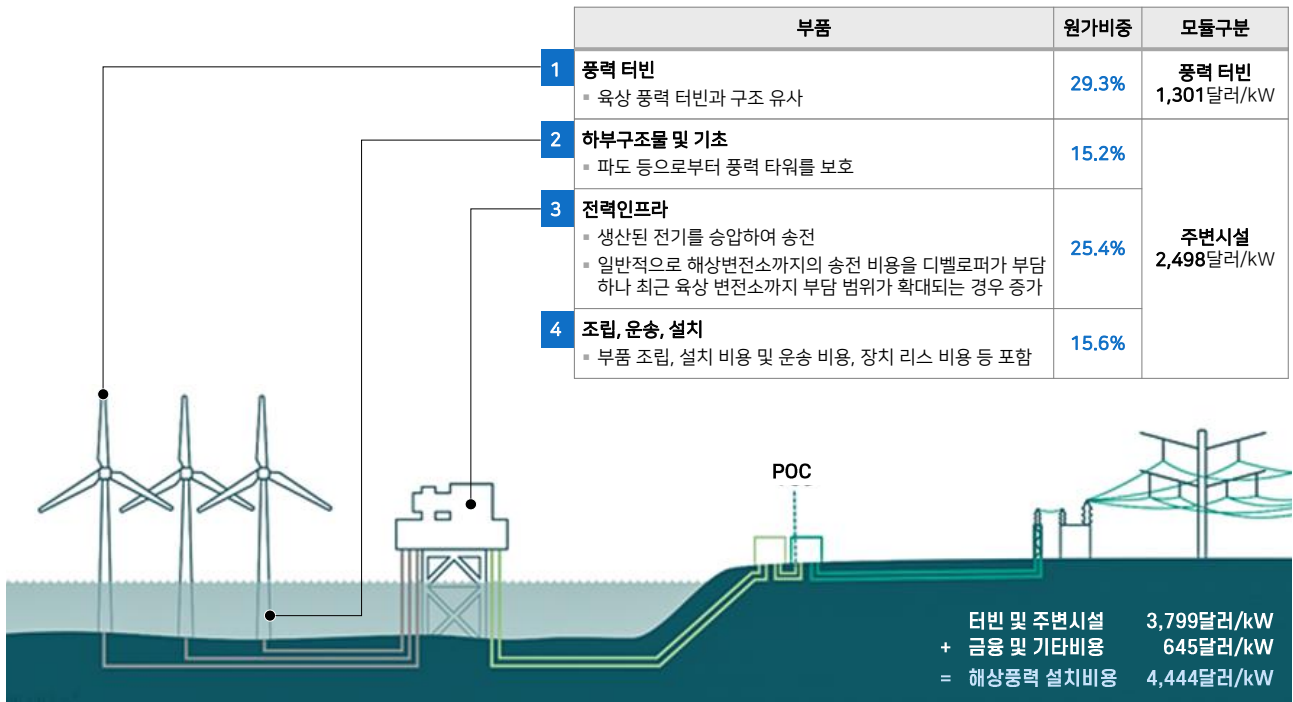 부품 원가비중 모듈구분
1 풍력 터빈
▪ 육상 풍력 터빈과 구조 유사
29.3%
풍력 터빈
1,301달러/kW
2 하부구조물 및 기초
▪ 파도 등으로부터 풍력 타워를 보호
15.2%
3 전력인프라
▪ 생산된 전기를 승압하여 송전
▪ 일반적으로 해상변전소까지의 송전 비용을 디벨로퍼가 부담
하나 최근 육상 변전소까지 부담 범위가 확대되는 경우 증가
25.4%
주변시설
2,498달러/kW
4 조립, 운송, 설치
▪ 부품 조립, 설치 비용 및 운송 비용, 장치 리스 비용 등 포함
15.6%
POC
터빈 및 주변시설 3,799달러/kW
+ 금융 및 기타비용 645달러/kW
= 해상풍력 설치비용 4,444달러/kW